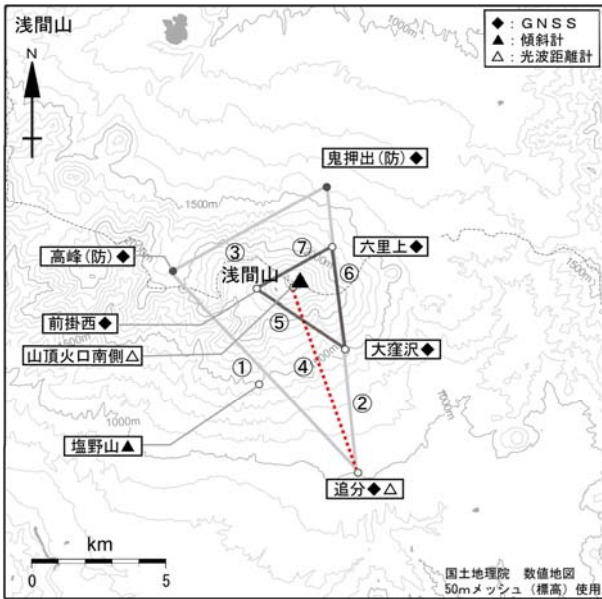 浅間山
◆：ＧＮＳＳ
▲：傾斜計
△：光波距離計
N
鬼押出(防)◆
1500m
高峰(防)◆
③
⑦
六里上◆
浅間山
⑥
1500m
前掛西◆
⑤
山頂火口南側△
大窪沢◆
①
④
②
1000m
1000m
塩野山▲
追分◆△
km
0 5
国土地理院　数値地図
50mメッシュ（標高）使用